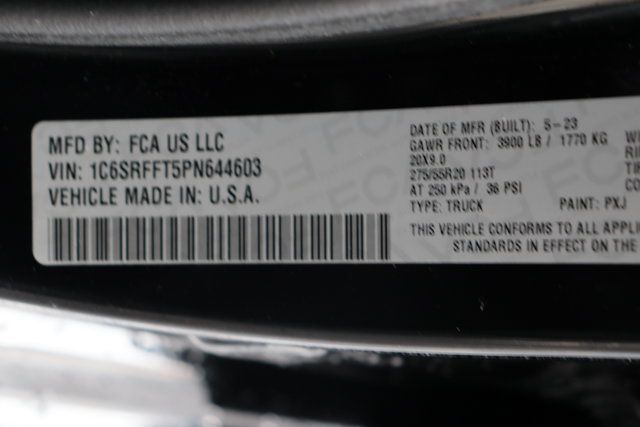 MFD BY: FCA US LLC
VIN: 1C6SRFFT5PN644603
VEHICLE MADE IN: U.S.A.
DATE OF MFR (BUILT): 5-23
GAWR FRONT: 3900 LB / 1770 KG
20X9.0
275/55R20 113T
AT 250 kPa / 36 PSI
TYPE: TRUCK PAINT: PXJ
THIS VEHICLE CONFORMS TO ALL APPLI
STANDARDS IN EFFECT ON THE